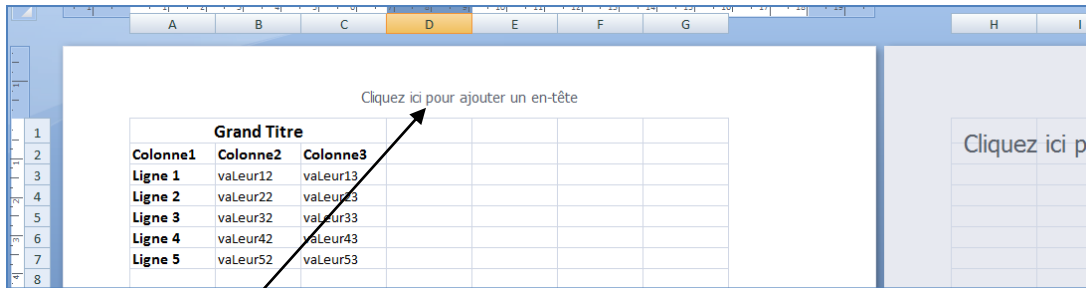 A B C D E F G H I
Cliquez ici pour ajouter un en-tête
1 Grand Titre
Cliquez ici p
2 Colonne1 Colonne2 Colonne3
3 Ligne 1 vaLeur12 vaLeur13
4 Ligne 2 vaLeur22 vaLeur23
5 Ligne 3 vaLeur32 vaLeur33
6 Ligne 4 vaLeur42 vaLeur43
7 Ligne 5 vaLeur52 vaLeur53
8